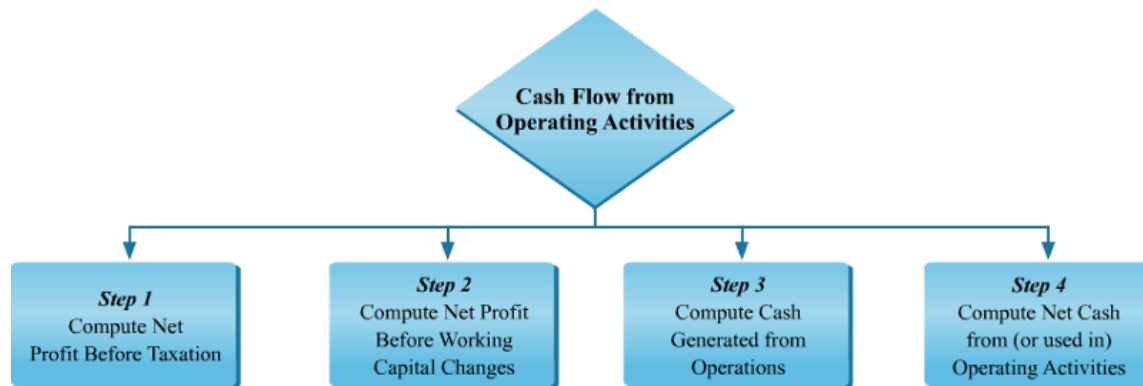 Cash Flow from
Operating Activities
Step 1
Compute Net
Profit Before Taxation
Step 2
Compute Net Profit
Before Working
Capital Changes
Step 3
Compute Cash
Generated from
Operations
Step 4
Compute Net Cash
from (or used in)
Operating Activities